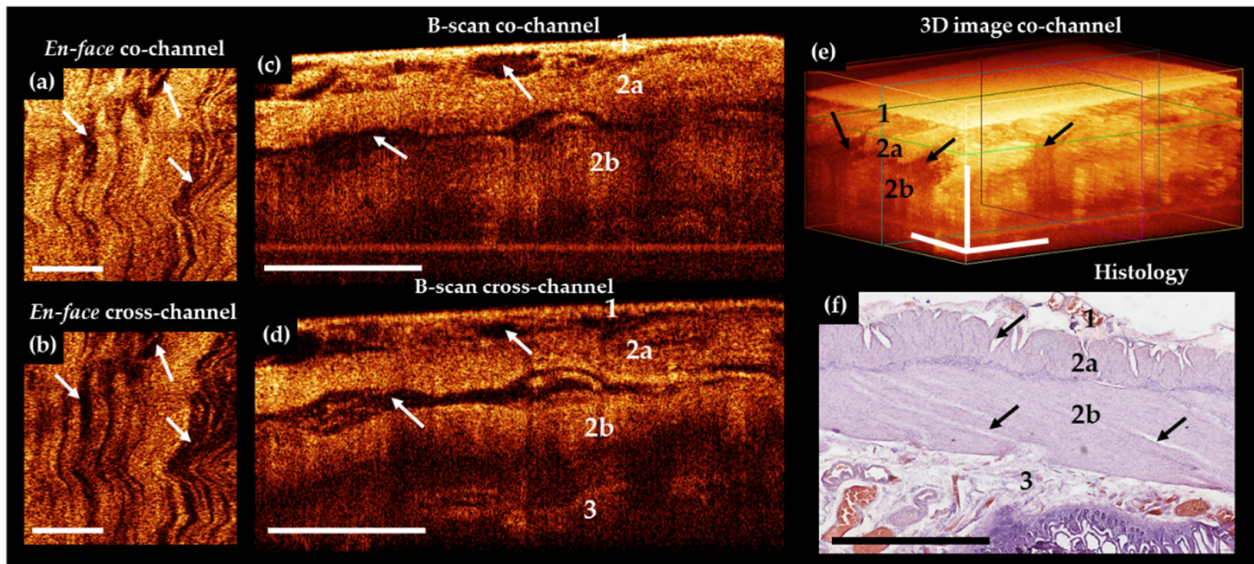 En-face co-channel
(a)
B-scan co-channel
(c)
1
2a
2b
3D image co-channel
(e)
1
2a
2b
En-face cross-channel
(b)
B-scan cross-channel
(d)
1
2a
2b
3
Histology
(f)
1
2a
2b
3